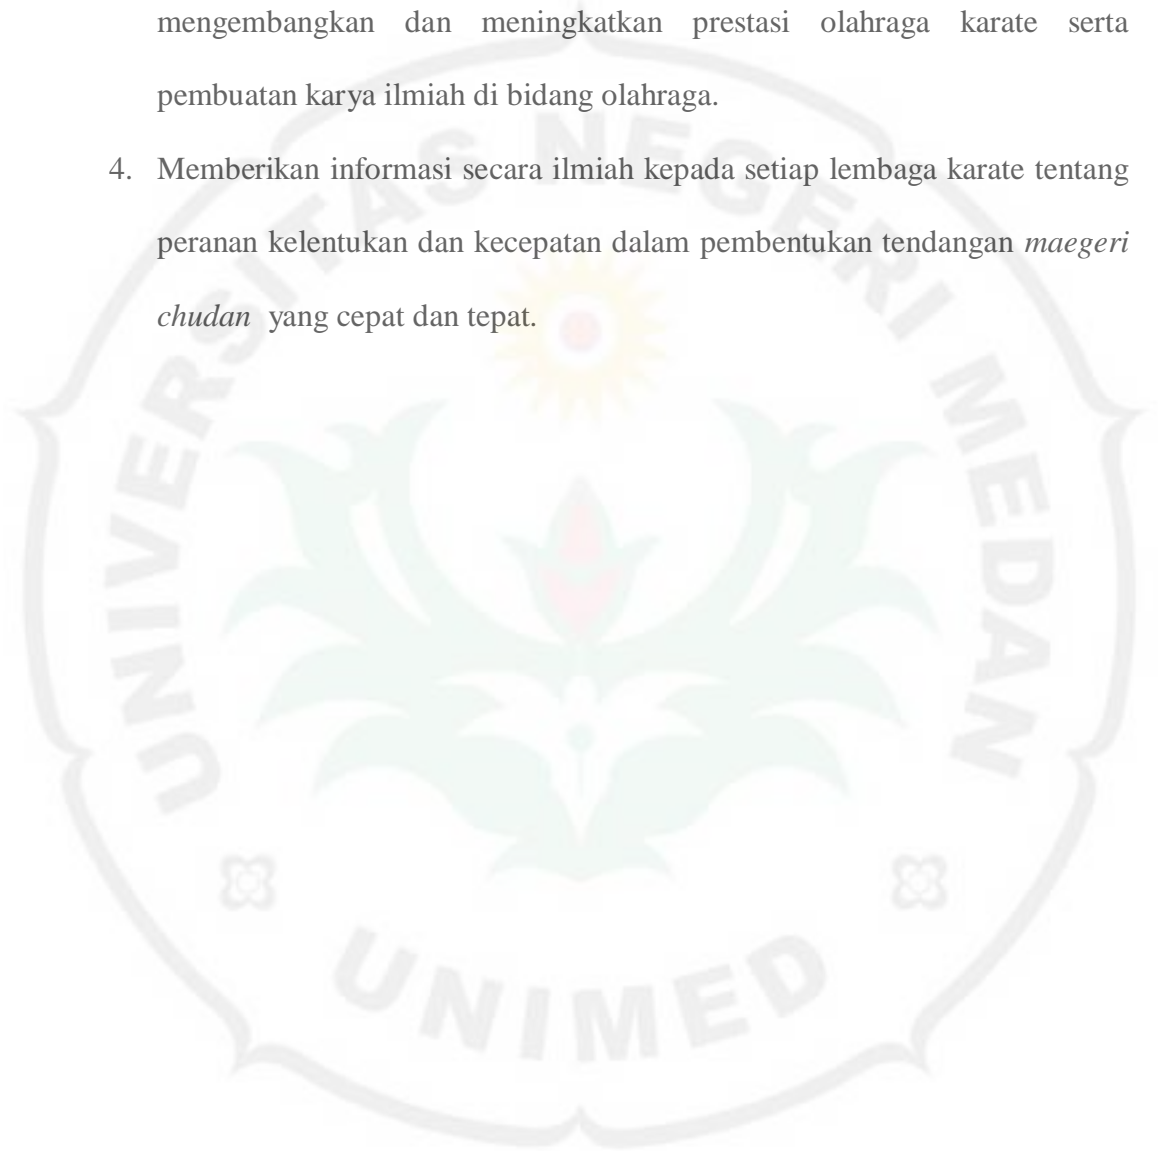 mengembangkan dan meningkatkan prestasi olahraga karate serta
pembuatan karya ilmiah di bidang olahraga.
4. Memberikan informasi secara ilmiah kepada setiap lembaga karate tentang
peranan kelentukan dan kecepatan dalam pembentukan tendangan maegeri
chudan yang cepat dan tepat.
UNIVERSITAS NEGERI MEDAN
UNIMED